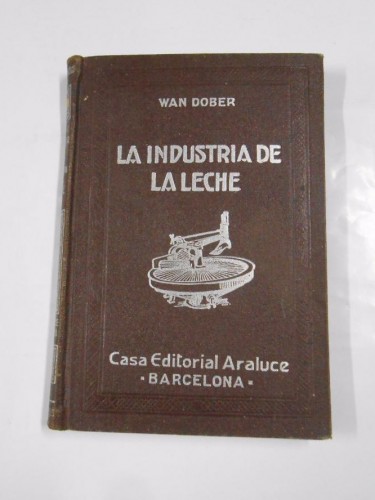 WAN DOBER
LA INDUSTRIA DE
LA LECHE
Casa Editorial Araluce
• BARCELONA •